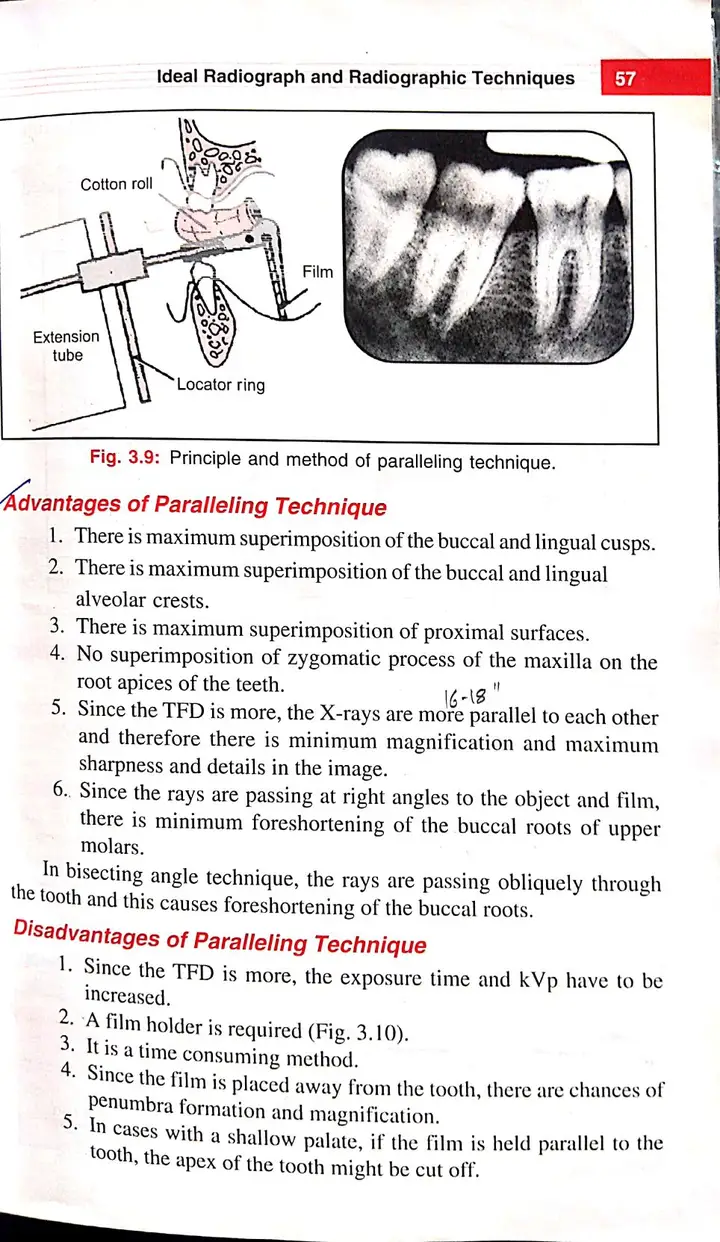 Ideal Radiograph and Radiographic Techniques 57
Cotton roll
Film
Extension
tube
Locator ring
Fig. 3.9: Principle and method of paralleling technique.
Advantages of Paralleling Technique
1. There is maximum superimposition of the buccal and lingual cusps.
2. There is maximum superimposition of the buccal and lingual
alveolar crests.
3. There is maximum superimposition of proximal surfaces.
4. No superimposition of zygomatic process of the maxilla on the
root apices of the teeth.
16-18"
5. Since the TFD is more, the X-rays are more parallel to each other
and therefore there is minimum magnification and maximum
sharpness and details in the image.
6. Since the rays are passing at right angles to the object and film,
there is minimum foreshortening of the buccal roots of upper
molars.
In bisecting angle technique, the rays are passing obliquely through
the tooth and this causes foreshortening of the buccal roots.
Disadvantages of Paralleling Technique
1. Since the TFD is more, the exposure time and kVp have to be
increased.
2. A film holder is required (Fig. 3.10).
3. It is a time consuming method.
4. Since the film is placed away from the tooth, there are chances of
penumbra formation and magnification.
5. In cases with a shallow palate, if the film is held parallel to the
tooth, the apex of the tooth might be cut off.